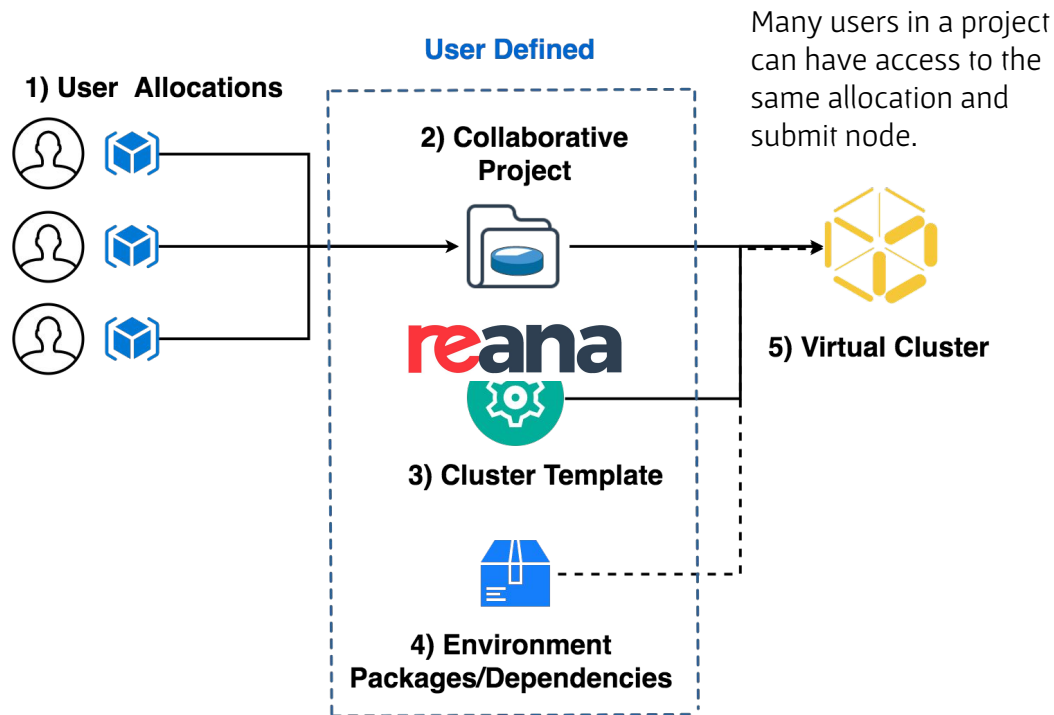 Many users in a project
can have access to the
same allocation and
submit node.
User Defined
1) User Allocations
2) Collaborative
Project
reana
5) Virtual Cluster
3) Cluster Template
4) Environment
Packages/Dependencies